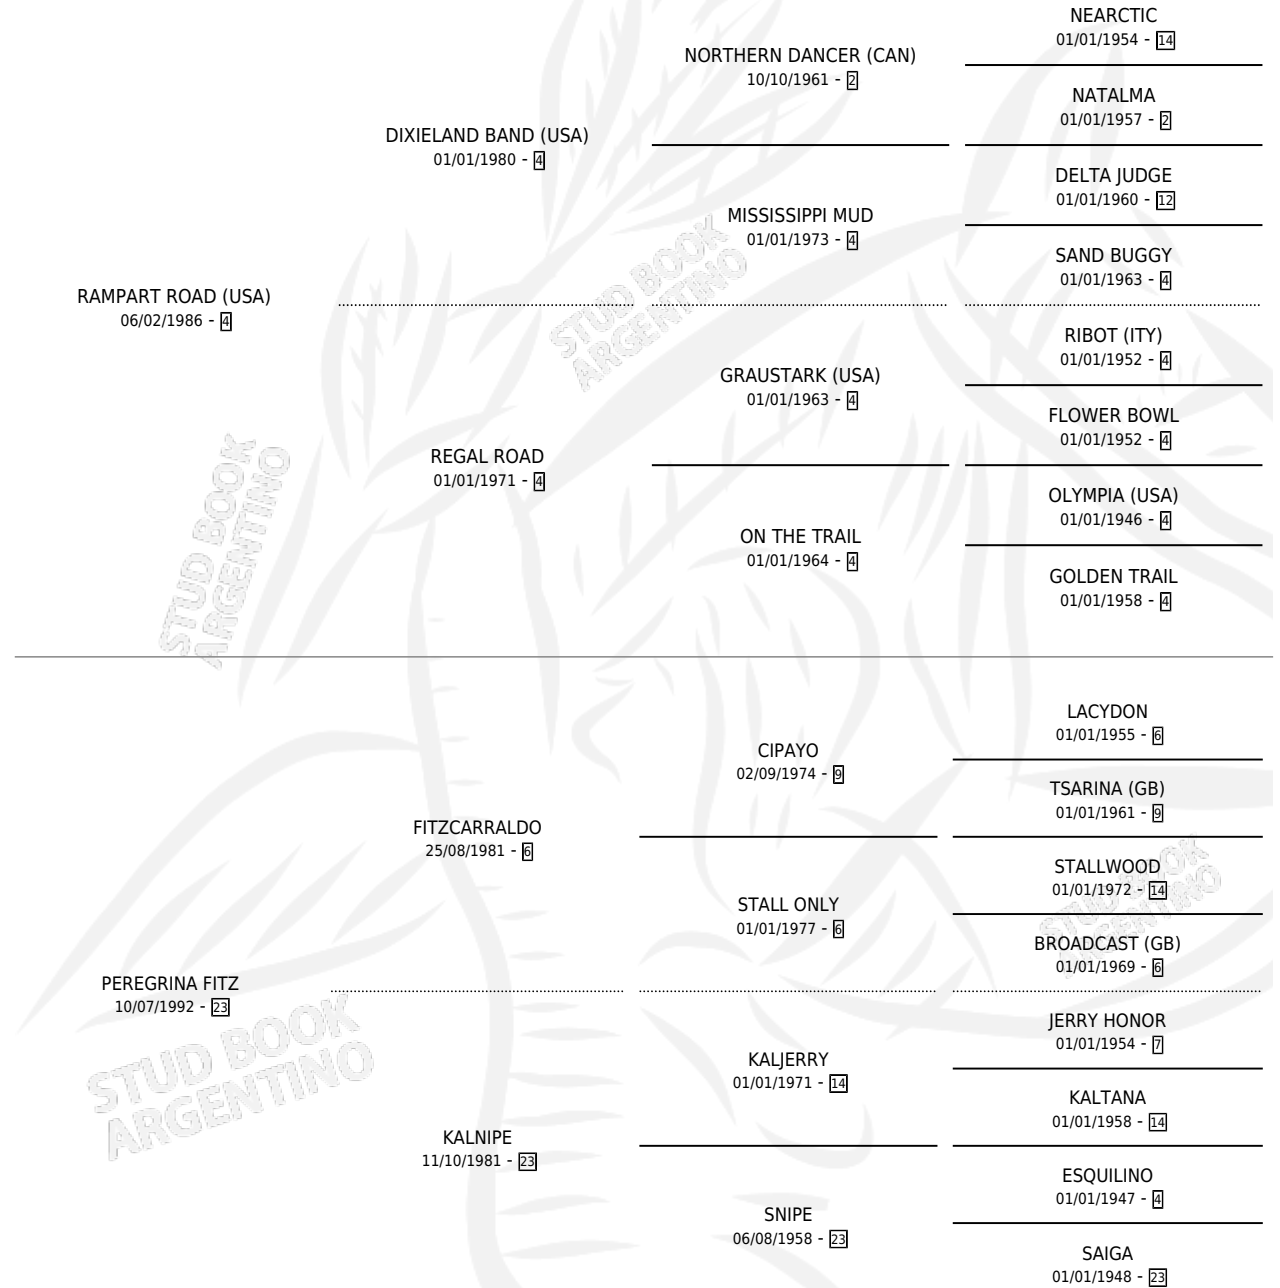 NEARCTIC
01/01/1954 - 14
NORTHERN DANCER (CAN)
10/10/1961 - 2
NATALMA
01/01/1957 - 2
DIXIELAND BAND (USA)
01/01/1980 - 4
DELTA JUDGE
01/01/1960 - 12
MISSISSIPPI MUD
01/01/1973 - 4
SAND BUGGY
01/01/1963 - 4
RAMPART ROAD (USA)
06/02/1986 - 4
STUD BOOK
ARGENTINO
RIBOT (ITY)
01/01/1952 - 4
GRAUSTARK (USA)
01/01/1963 - 4
FLOWER BOWL
01/01/1952 - 4
REGAL ROAD
01/01/1971 - 4
OLYMPIA (USA)
01/01/1946 - 4
ON THE TRAIL
01/01/1964 - 4
GOLDEN TRAIL
01/01/1958 - 4
STUD BOOK
ARGENTINO
LACYDON
01/01/1955 - 6
CIPAYO
02/09/1974 - 9
TSARINA (GB)
01/01/1961 - 9
FITZCARRALDO
25/08/1981 - 6
STALLWOOD
01/01/1972 - 14
STALL ONLY
01/01/1977 - 6
BROADCAST (GB)
01/01/1969 - 6
STUD BOOK
ARGENTINO
PEREGRINA FITZ
10/07/1992 - 23
JERRY HONOR
01/01/1954 - 7
KALJERRY
01/01/1971 - 14
KALTANA
01/01/1958 - 14
KALNIPE
11/10/1981 - 23
ESQUILINO
01/01/1947 - 4
SNIPE
06/08/1958 - 23
SAIGA
01/01/1948 - 23
STUD BOOK
ARGENTINO